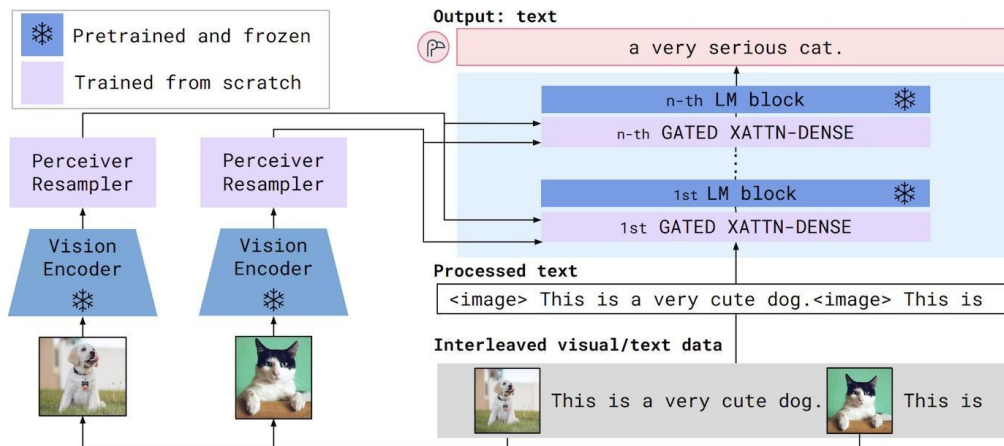 Pretrained and frozen
Trained from scratch
Perceiver
Resampler
Perceiver
Resampler
Vision
Encoder
Vision
Encoder
Output: text
a very serious cat.
n-th LM block
n-th GATED XATTN-DENSE
1st LM block
1st GATED XATTN-DENSE
Processed text
<image> This is a very cute dog.<image> This is
Interleaved visual/text data
This is a very cute dog.
This is